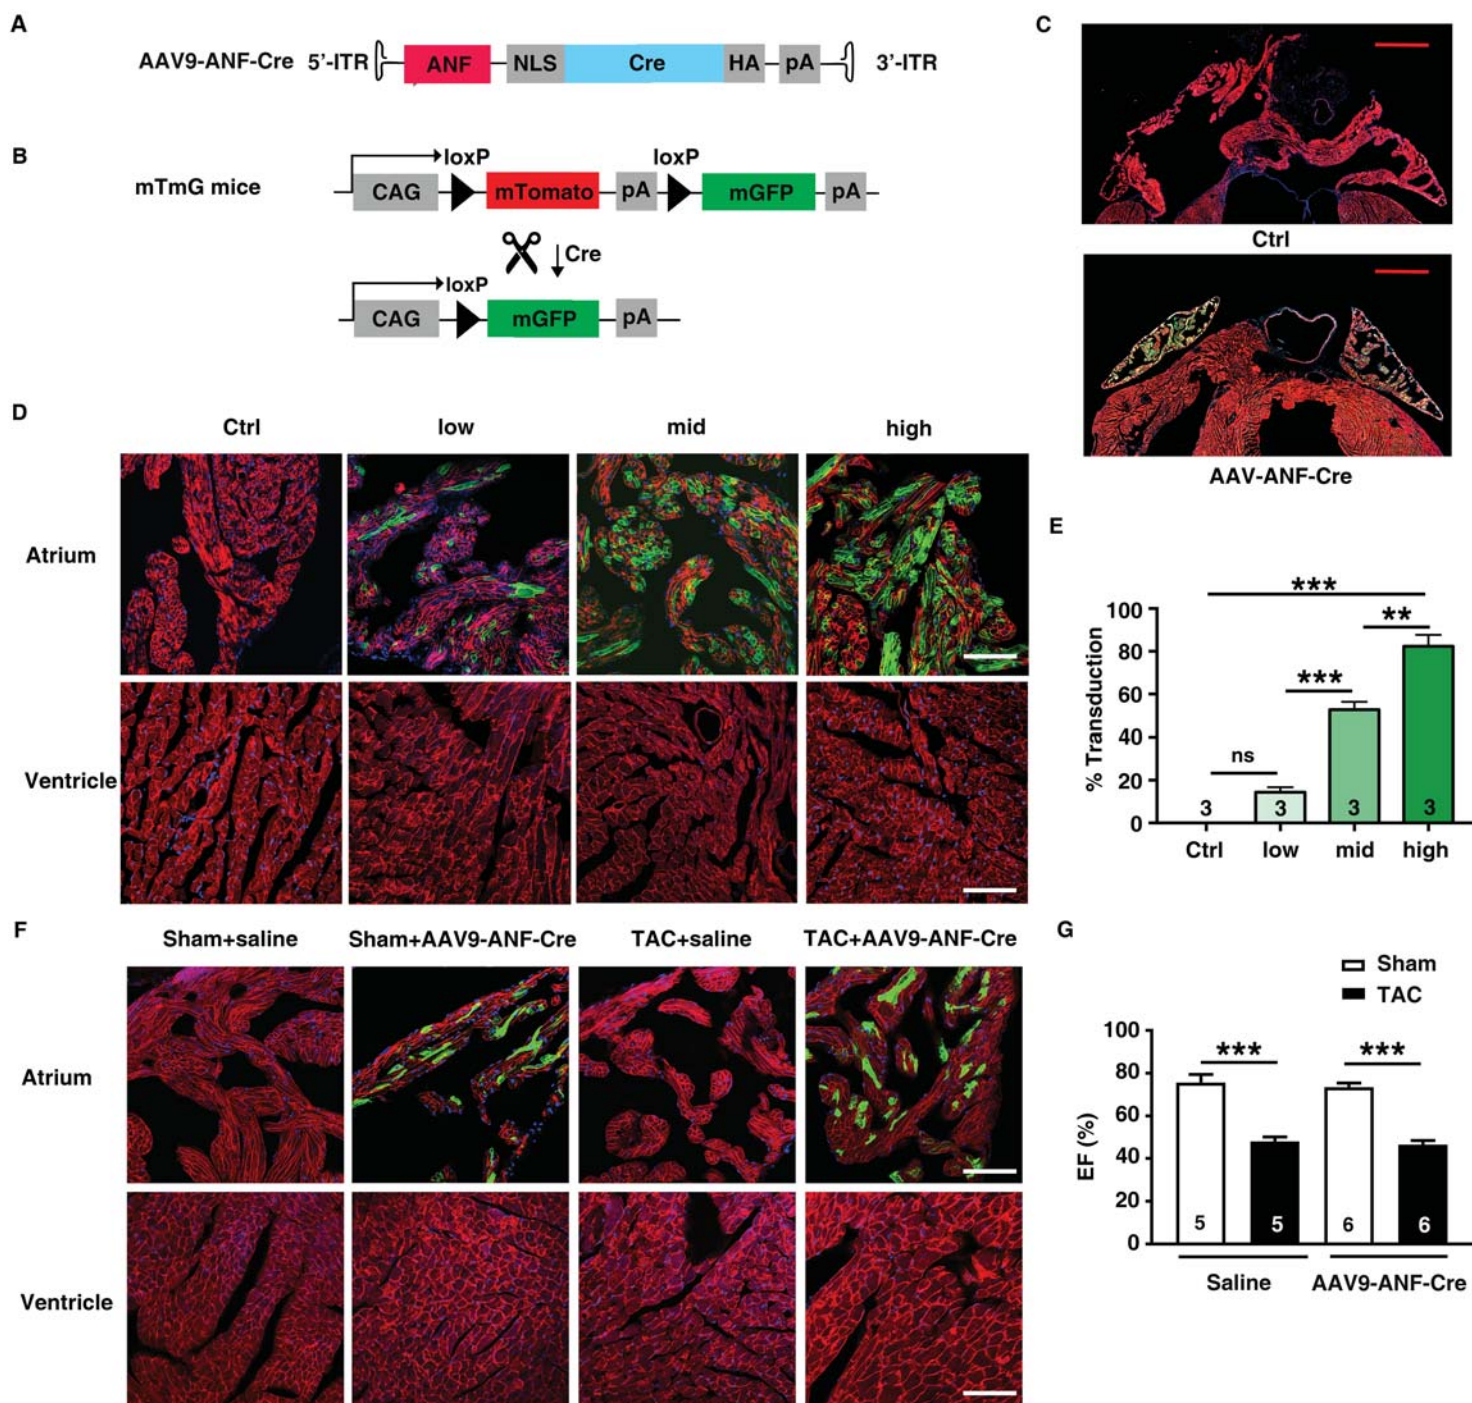 A
AAV9-ANF-Cre 5'-ITR ANF NLS Cre HA pA 3'-ITR
B
mTmG mice
loxP loxP
CAG mTomato pA mGFP pA
Cre
loxP
CAG mGFP pA
C
Ctrl
AAV-ANF-Cre
D
Ctrl low mid high
Atrium
Ventricle
E
% Transduction
100
80
60
40
20
0
***
**
***
ns
3 3 3 3
Ctrl low mid high
F
Sham+saline Sham+AAV9-ANF-Cre TAC+saline TAC+AAV9-ANF-Cre
Atrium
Ventricle
G
Sham
TAC
EF (%)
100
80
60
40
20
0
*** ***
5 5 6 6
Saline AAV9-ANF-Cre